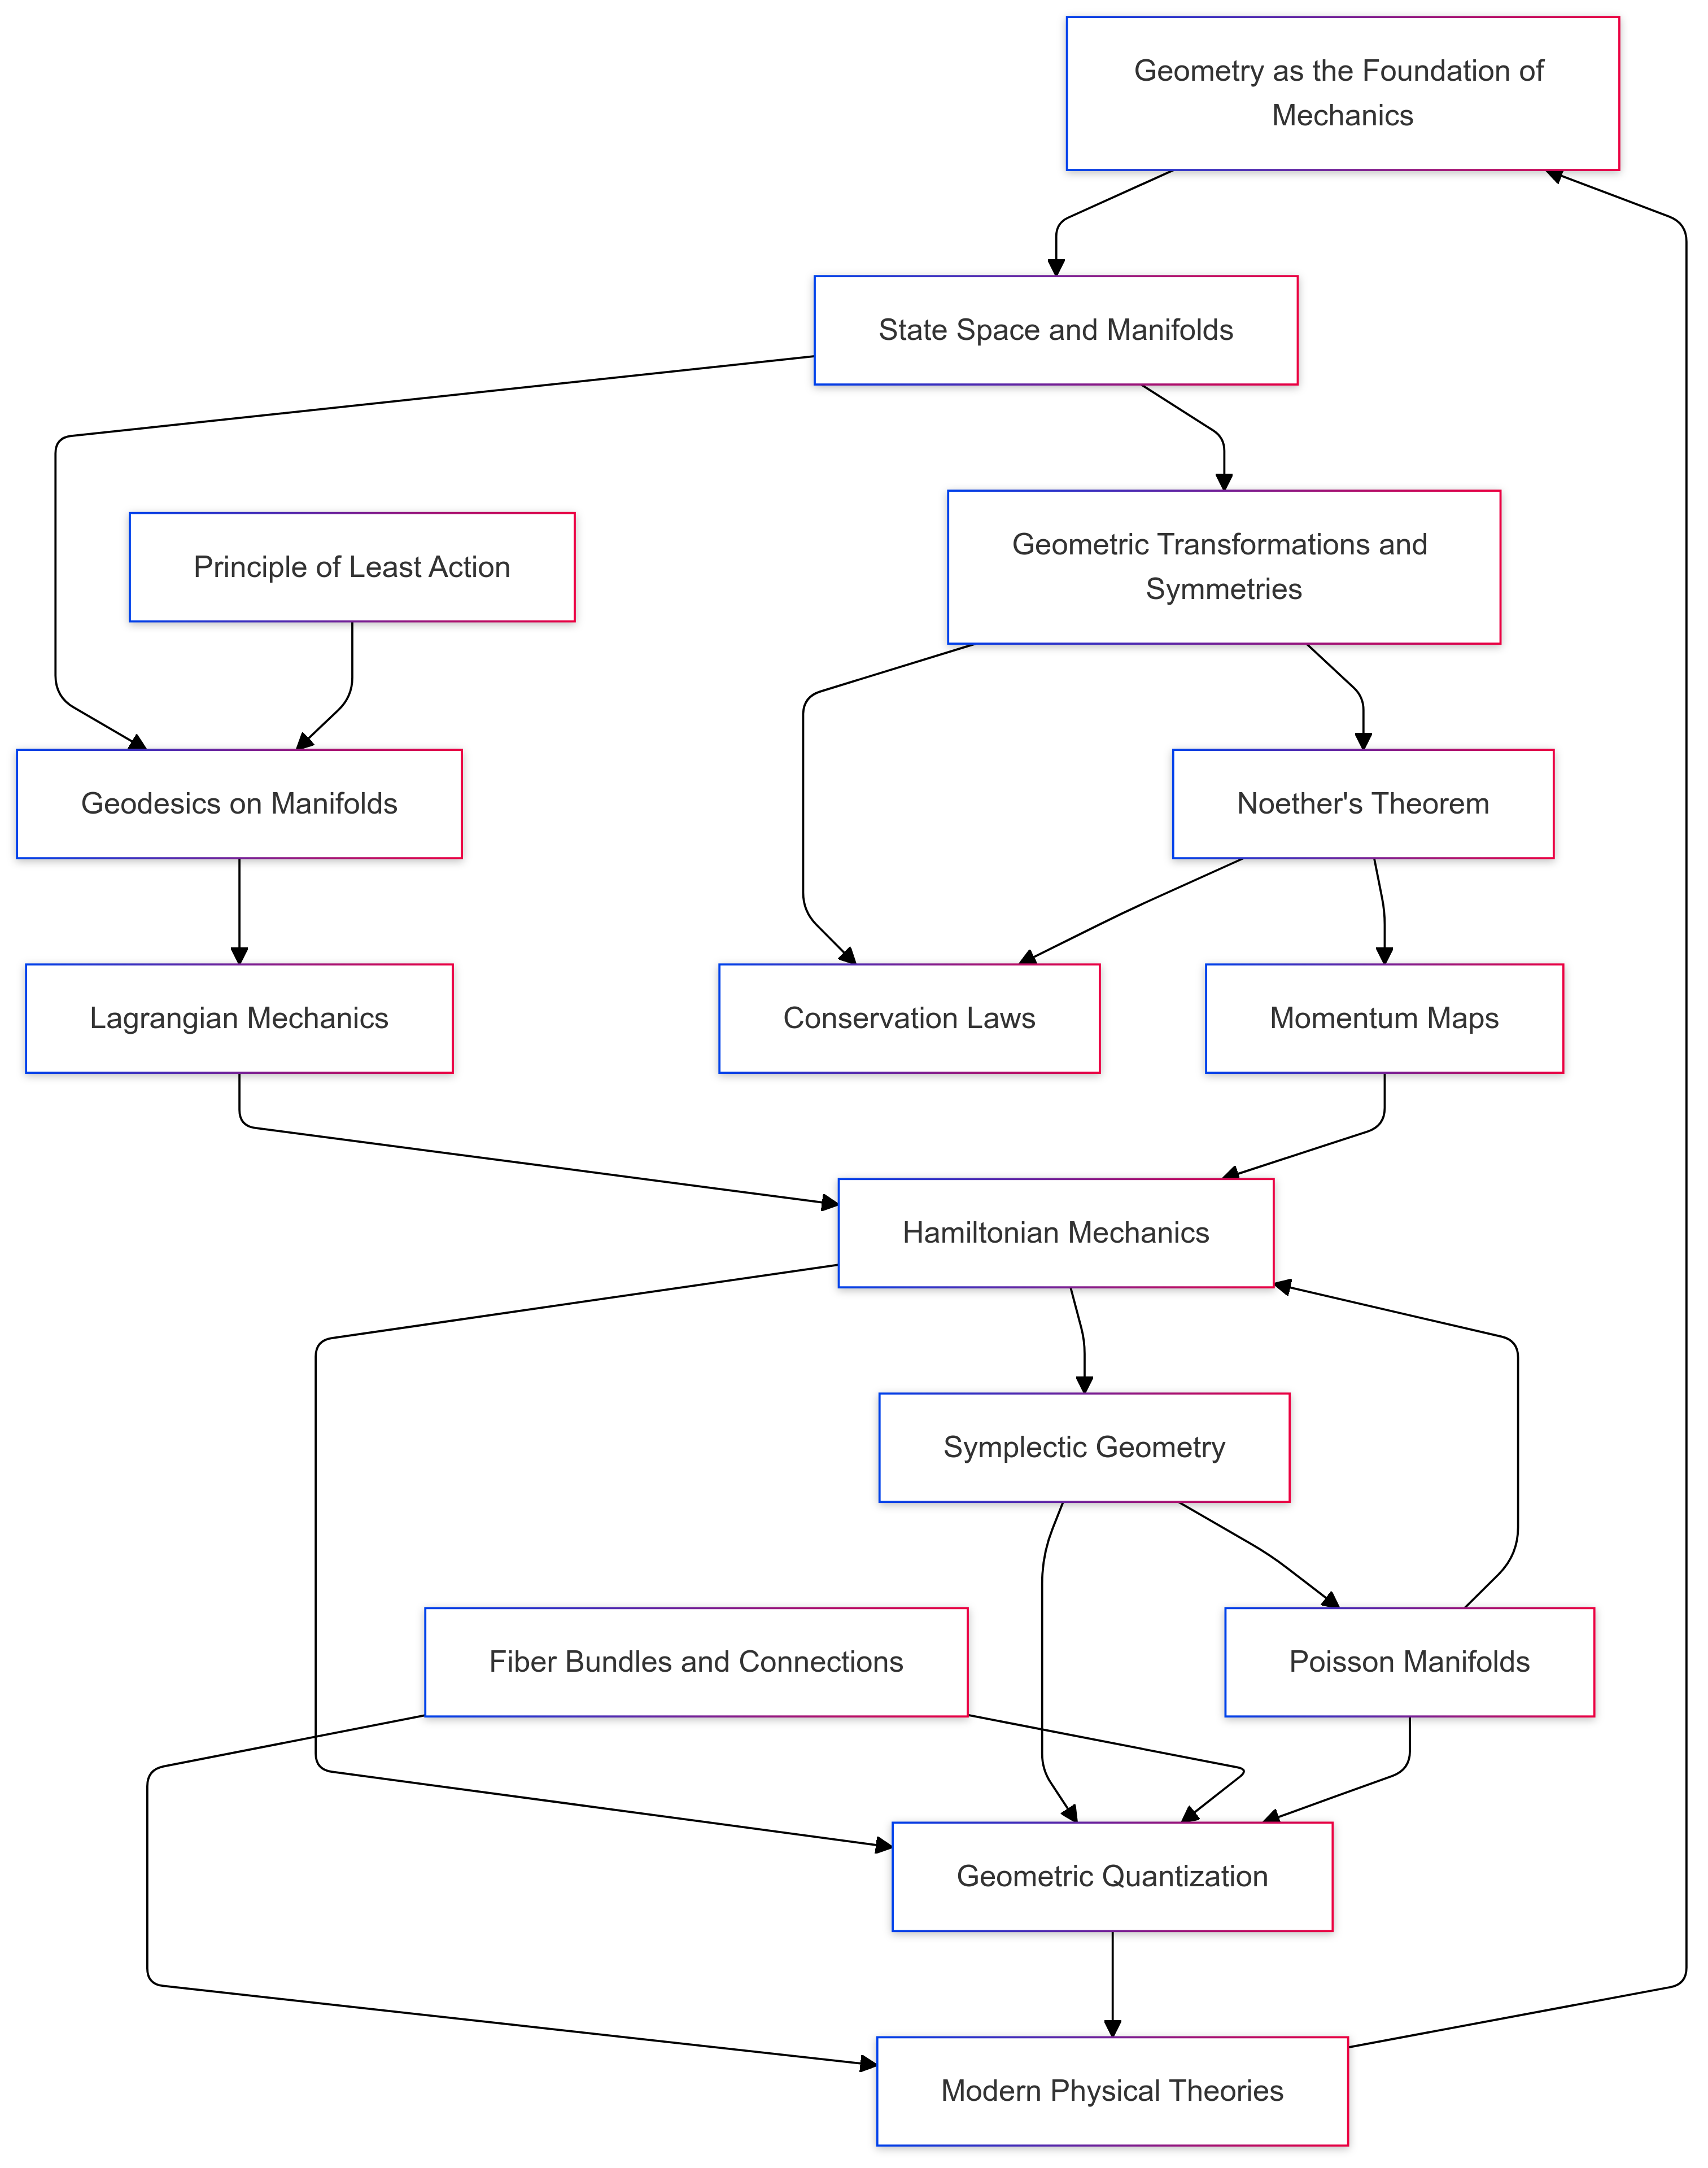 Geometry as the Foundation of
Mechanics
State Space and Manifolds
Principle of Least Action
Geometric Transformations and
Symmetries
Geodesics on Manifolds
Noether's Theorem
Lagrangian Mechanics
Conservation Laws
Momentum Maps
Hamiltonian Mechanics
Symplectic Geometry
Fiber Bundles and Connections
Poisson Manifolds
Geometric Quantization
Modern Physical Theories